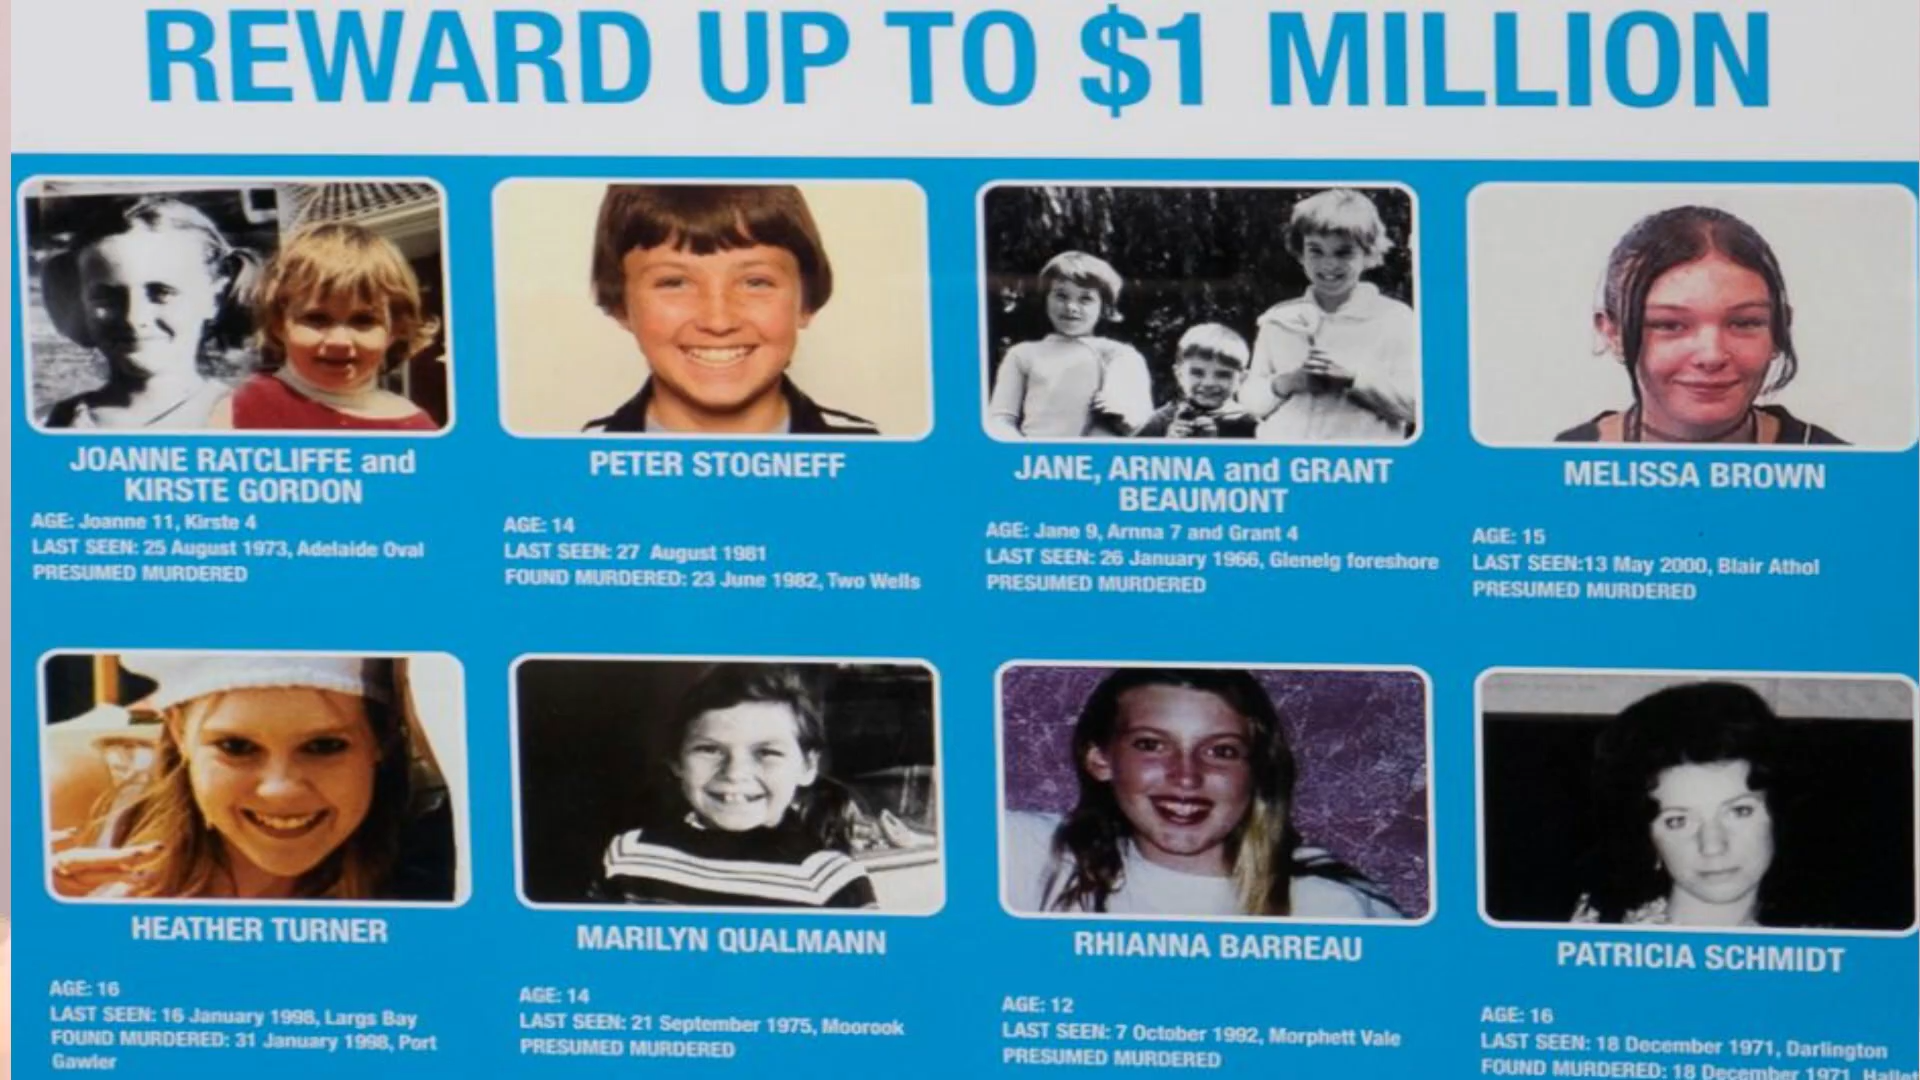 REWARD UP TO $1 MILLION
JOANNE RATCLIFFE and
KIRSTE GORDON
AGE: Joanne 11, Kirste 4
LAST SEEN: 25 August 1973, Adelaide Oval
PRESUMED MURDERED
PETER STOGNEFF
AGE: 14
LAST SEEN: 27 August 1981
FOUND MURDERED: 23 June 1982, Two Wells
JANE, ARNNA and GRANT
BEAUMONT
AGE: Jane 9, Arnna 7 and Grant 4
LAST SEEN: 26 January 1966, Glenelg foreshore
PRESUMED MURDERED
MELISSA BROWN
AGE: 15
LAST SEEN:13 May 2000, Blair Athol
PRESUMED MURDERED
HEATHER TURNER
AGE: 16
LAST SEEN: 16 January 1998, Largs Bay
FOUND MURDERED: 31 January 1998, Port
Gawler
MARILYN QUALMANN
AGE: 14
LAST SEEN: 21 September 1975, Moorook
PRESUMED MURDERED
RHIANNA BARREAU
AGE: 12
LAST SEEN: 7 October 1992, Morphett Vale
PRESUMED MURDERED
PATRICIA SCHMIDT
AGE: 16
LAST SEEN: 18 December 1971, Darlington
FOUND MURDERED: 18 December 1971,